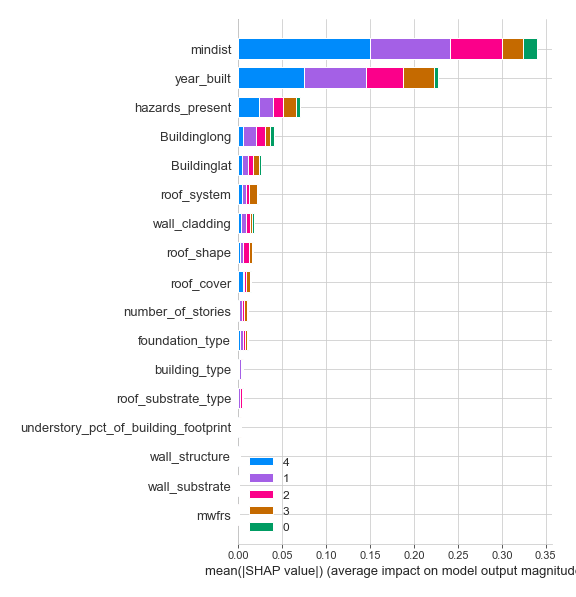 mindist
year_built
hazards_present
Buildinglong
Buildinglat
roof_system
wall_cladding
roof_shape
roof_cover
number_of_stories
foundation_type
building_type
roof_substrate_type
understory_pct_of_building_footprint
wall_structure
wall_substrate
mwfrs
4
1
2
3
0
0.00 0.05 0.10 0.15 0.20 0.25 0.30 0.35
mean(|SHAP value|) (average impact on model output magnitude